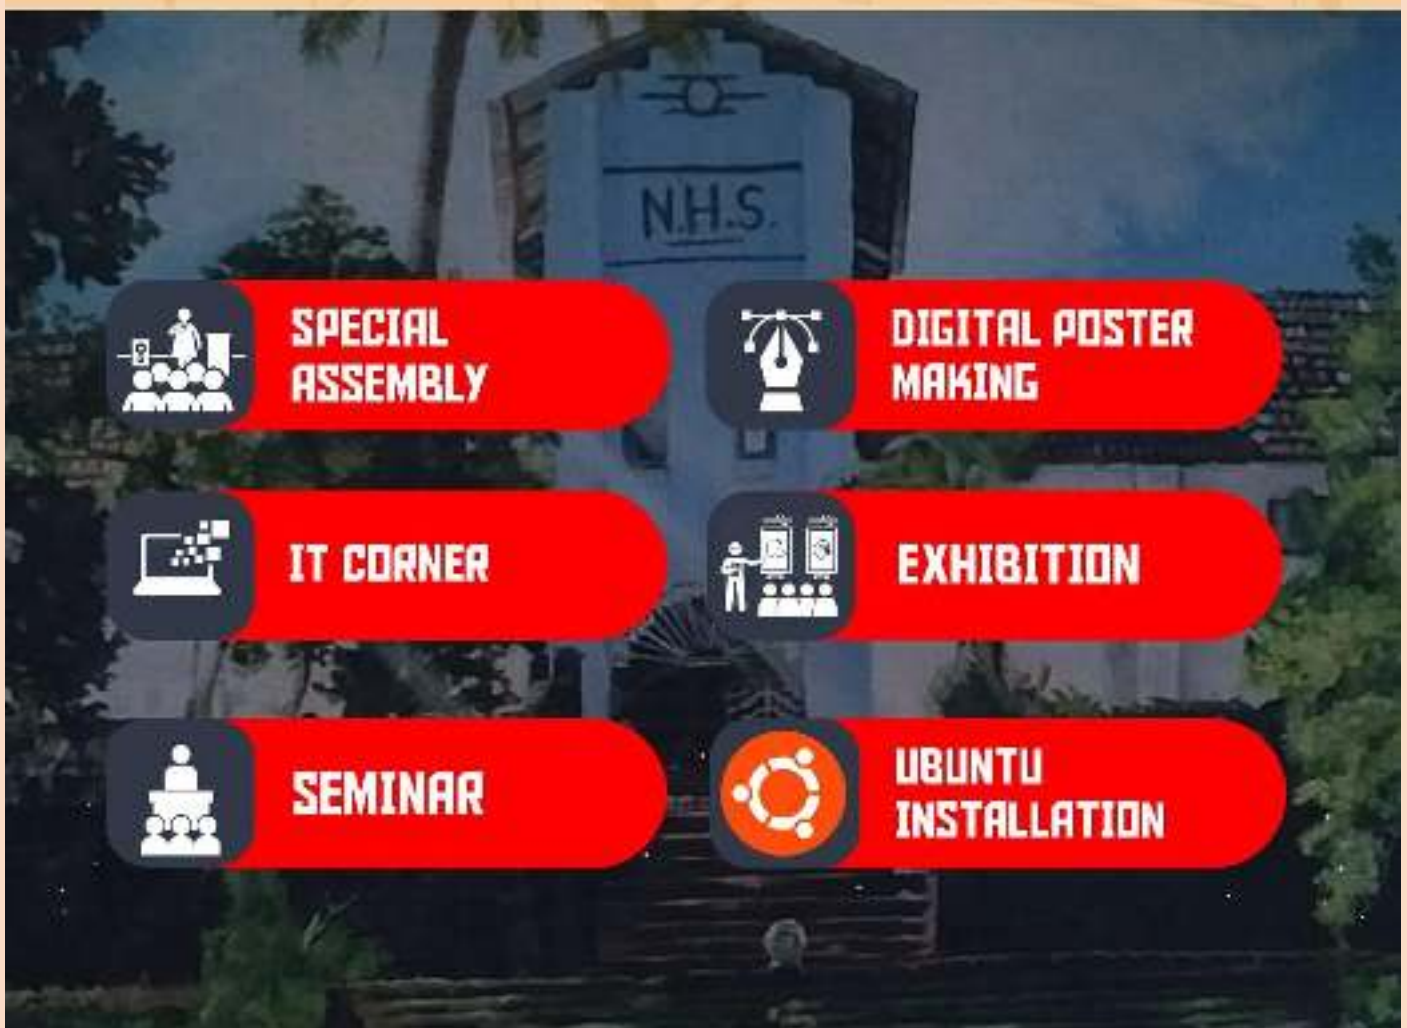 N.H.S.
SPECIAL
ASSEMBLY
DIGITAL POSTER
MAKING
IT CORNER
EXHIBITION
SEMINAR
UBUNTU
INSTALLATION